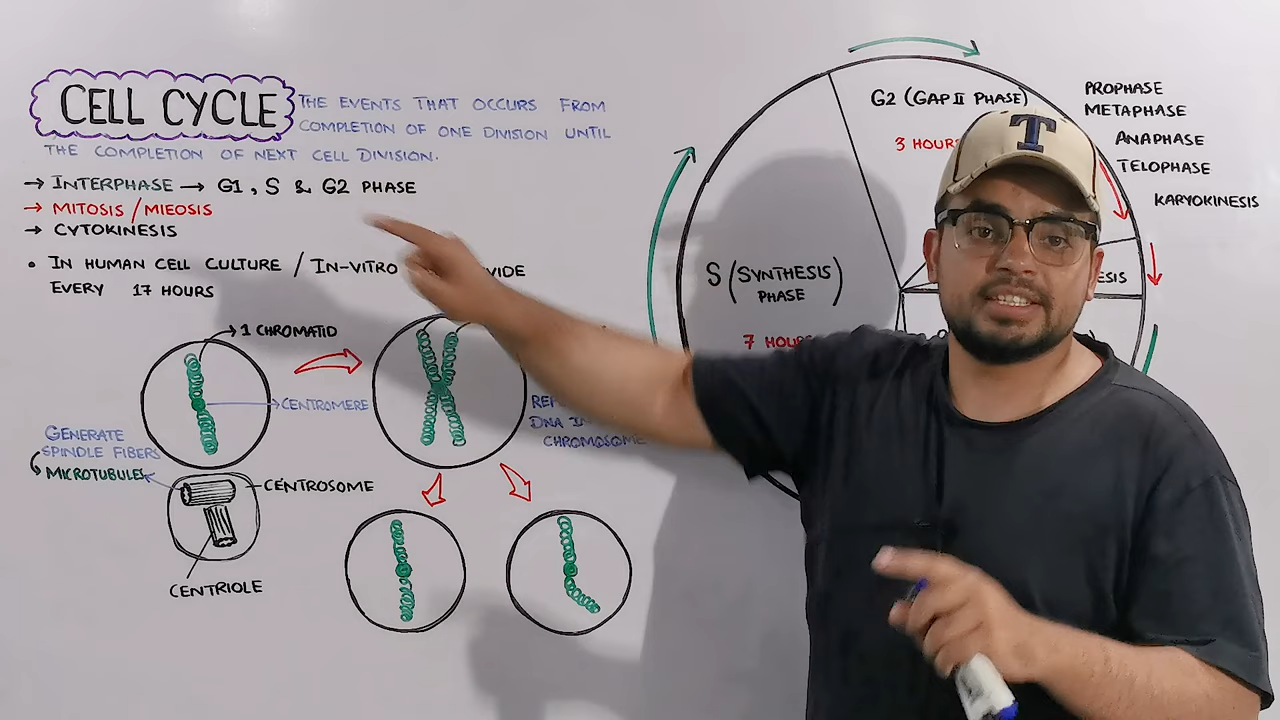 CELL CYCLE
THE EVENTS THAT OCCURS FROM
COMPLETION OF ONE DIVISION UNTIL
THE COMPLETION OF NEXT CELL DIVISION.
→ INTERPHASE → G1, S & G2 PHASE
→ MITOSIS / MIEOSIS
→ CYTOKINESIS
• IN HUMAN CELL CULTURE / IN-VITRO
EVERY 17 HOURS
1 CHROMATID
CENTROMERE
GENERATE
SPINDLE FIBERS
MICROTUBULES
CENTROSOME
CENTRIOLE
DNA
CHROMOSOME
G2 (GAP II PHASE)
3
S (SYNTHESIS PHASE)
7
PROPHASE
METAPHASE
ANAPHASE
TELOPHASE
KARYOKINESIS
T